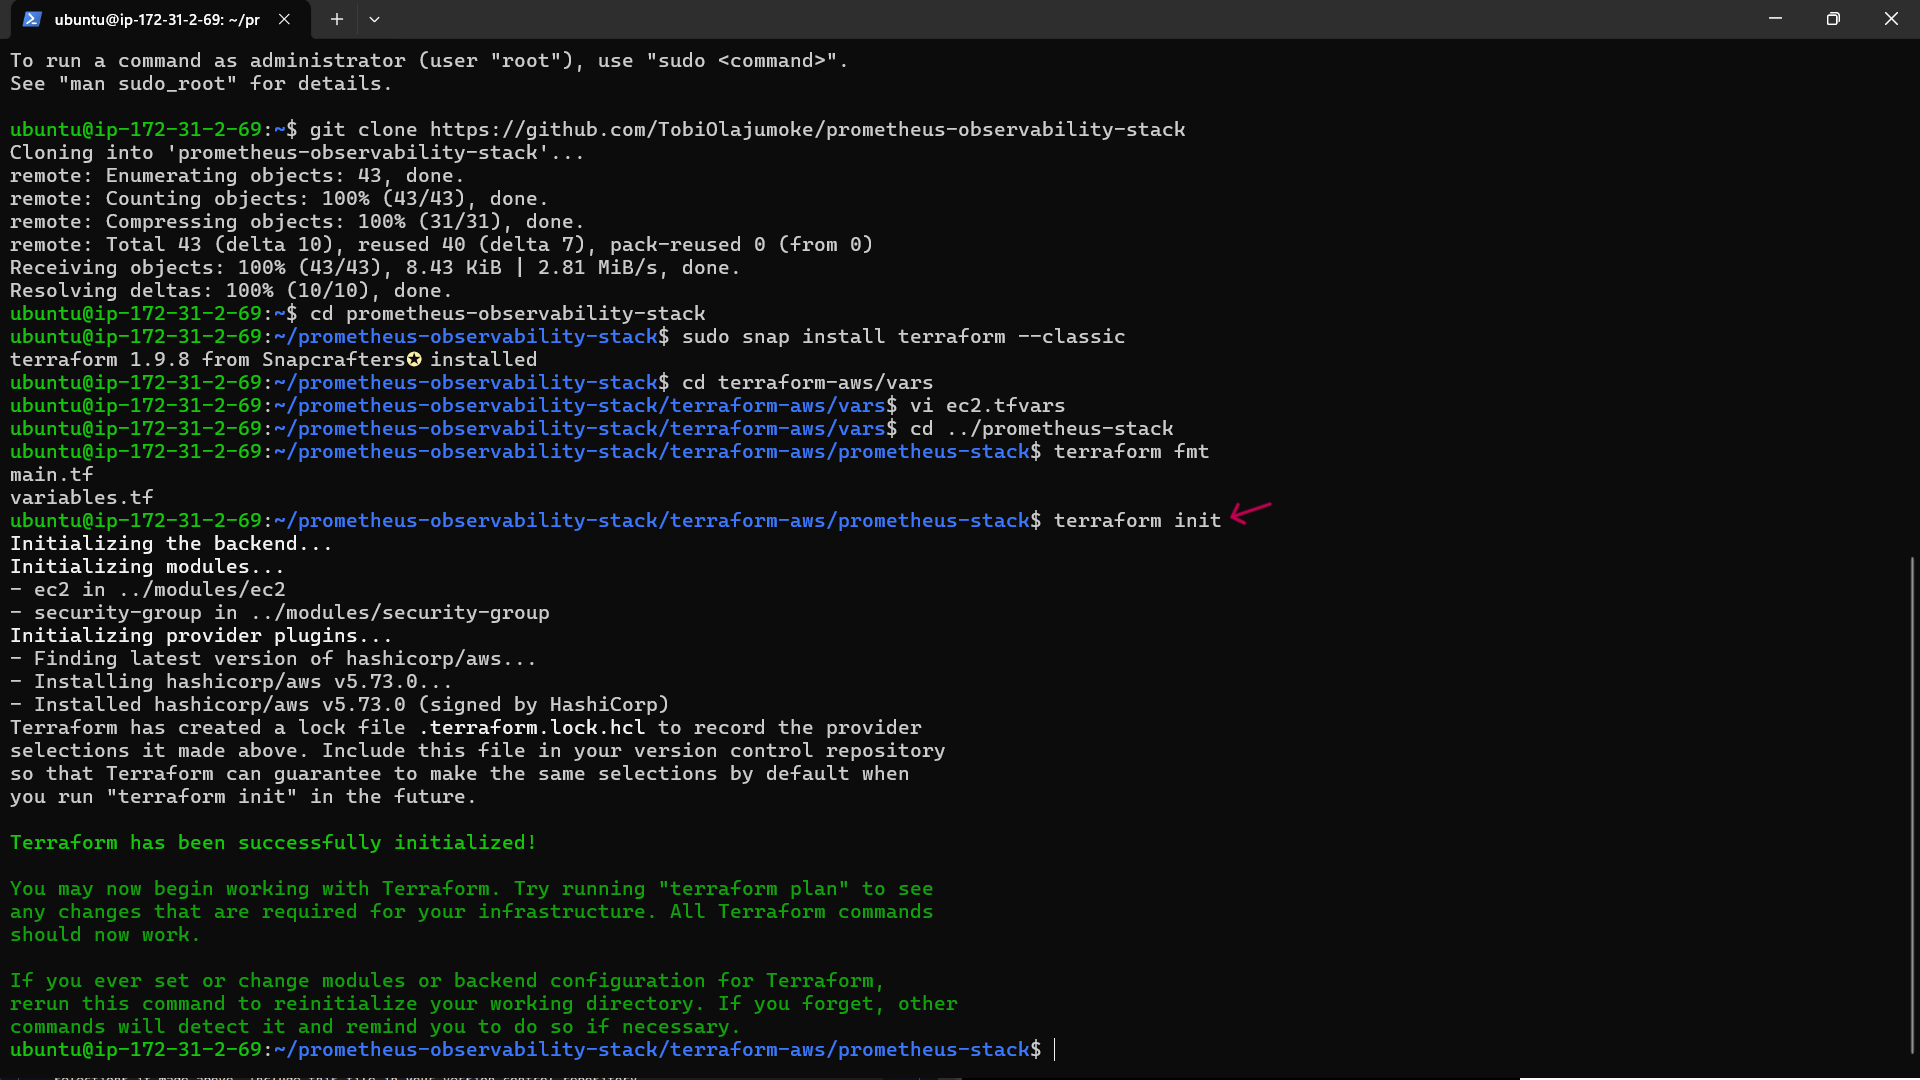 ubuntu@ip-172-31-2-69: ~/pr
To run a command as administrator (user "root"), use "sudo <command>".
See "man sudo_root" for details.
ubuntu@ip-172-31-2-69:~$ git clone https://github.com/TobiOlajumoke/prometheus-observability-stack
Cloning into 'prometheus-observability-stack'...
remote: Enumerating objects: 43, done.
remote: Counting objects: 100% (43/43), done.
remote: Compressing objects: 100% (31/31), done.
remote: Total 43 (delta 10), reused 40 (delta 7), pack-reused 0 (from 0)
Receiving objects: 100% (43/43), 8.43 KiB | 2.81 MiB/s, done.
Resolving deltas: 100% (10/10), done.
ubuntu@ip-172-31-2-69:~$ cd prometheus-observability-stack
ubuntu@ip-172-31-2-69:~/prometheus-observability-stack$ sudo snap install terraform --classic
terraform 1.9.8 from Snapcrafters✪ installed
ubuntu@ip-172-31-2-69:~/prometheus-observability-stack$ cd terraform-aws/vars
ubuntu@ip-172-31-2-69:~/prometheus-observability-stack/terraform-aws/vars$ vi ec2.tfvars
ubuntu@ip-172-31-2-69:~/prometheus-observability-stack/terraform-aws/vars$ cd ../prometheus-stack
ubuntu@ip-172-31-2-69:~/prometheus-observability-stack/terraform-aws/prometheus-stack$ terraform fmt
main.tf
variables.tf
ubuntu@ip-172-31-2-69:~/prometheus-observability-stack/terraform-aws/prometheus-stack$ terraform init
Initializing the backend...
Initializing modules...
- ec2 in ../modules/ec2
- security-group in ../modules/security-group
Initializing provider plugins...
- Finding latest version of hashicorp/aws...
- Installing hashicorp/aws v5.73.0...
- Installed hashicorp/aws v5.73.0 (signed by HashiCorp)
Terraform has created a lock file .terraform.lock.hcl to record the provider
selections it made above. Include this file in your version control repository
so that Terraform can guarantee to make the same selections by default when
you run "terraform init" in the future.
Terraform has been successfully initialized!
You may now begin working with Terraform. Try running "terraform plan" to see
any changes that are required for your infrastructure. All Terraform commands
should now work.
If you ever set or change modules or backend configuration for Terraform,
rerun this command to reinitialize your working directory. If you forget, other
commands will detect it and remind you to do so if necessary.
ubuntu@ip-172-31-2-69:~/prometheus-observability-stack/terraform-aws/prometheus-stack$